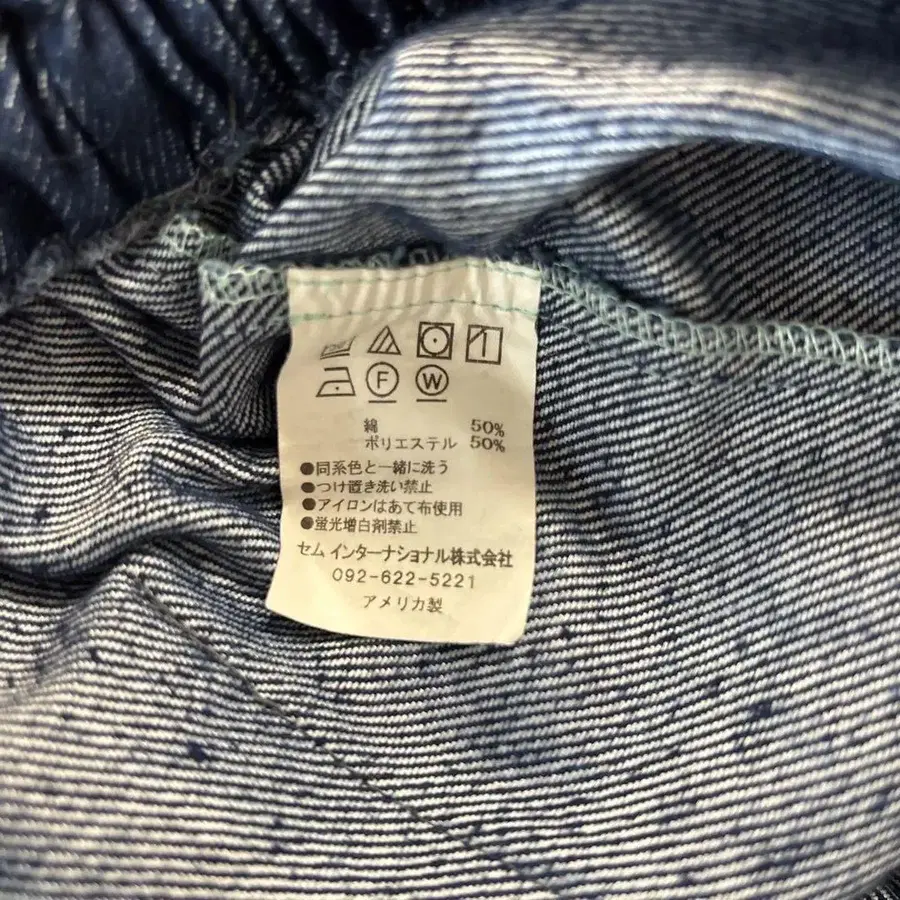 F W
綿 50%
ポリエステル 50%
●同系色と一緒に洗う
●つけ置き洗い禁止
●アイロンはあて布使用
●蛍光増白剤禁止
セム インターナショナル株式会社
092-622-5221
アメリカ製